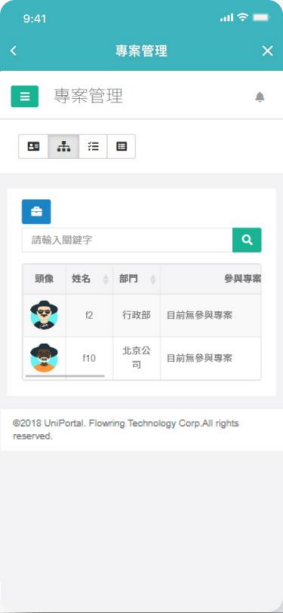 9:41
專案管理
專案管理
請輸入關鍵字
頭像 姓名 部門 參與專案
f2 行政部 目前無參與專案
f10 北京公司 目前無參與專案
©2018 UniPortal. Flowring Technology Corp.All rights
reserved.